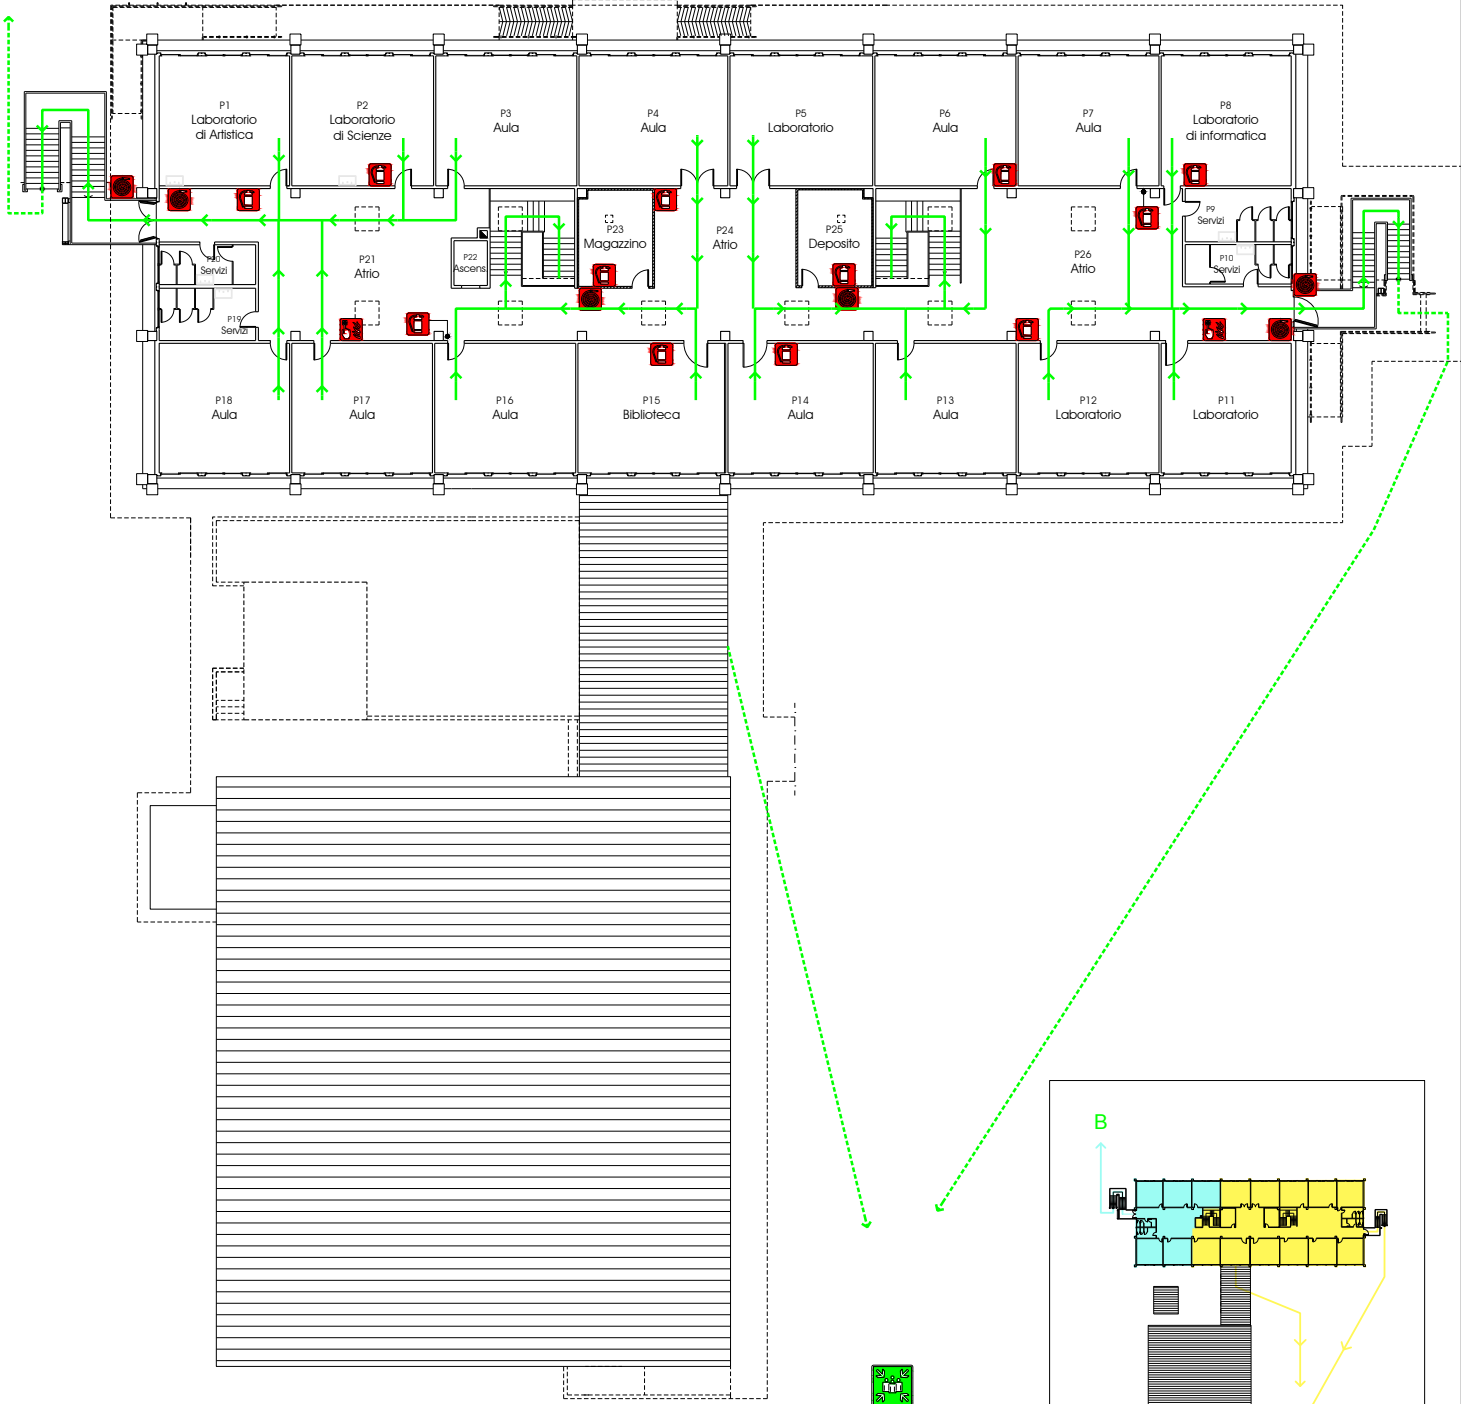 P1
Laboratorio
di Artistica
P2
Laboratorio
di Scienze
P3
Aula
P4
Aula
P5
Laboratorio
P6
Aula
P7
Aula
P8
Laboratorio
di informatica
P9
Servizi
P10
Servizi
P20
Servizi
P19
Servizi
P21
Atrio
P22
Ascens.
P23
Magazzino
P24
Atrio
P25
Deposito
P26
Atrio
P18
Aula
P17
Aula
P16
Aula
P15
Biblioteca
P14
Aula
P13
Aula
P12
Laboratorio
P11
Laboratorio
B